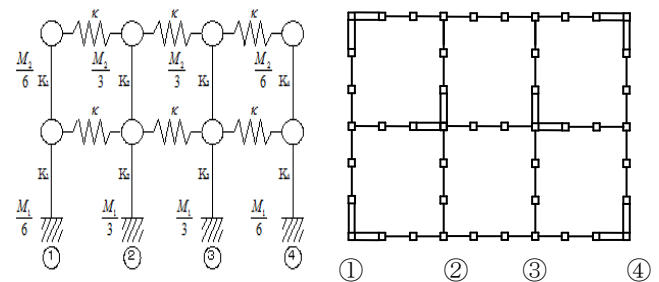 κ κ κ
M₂/6 K₁ M₂/3 K₂ M₂/3 K₃ M₂/6 K₄
κ κ κ
K₁ K₂ K₃ K₄
M₁/6 M₁/3 M₁/3 M₁/6
① ② ③ ④
① ② ③ ④